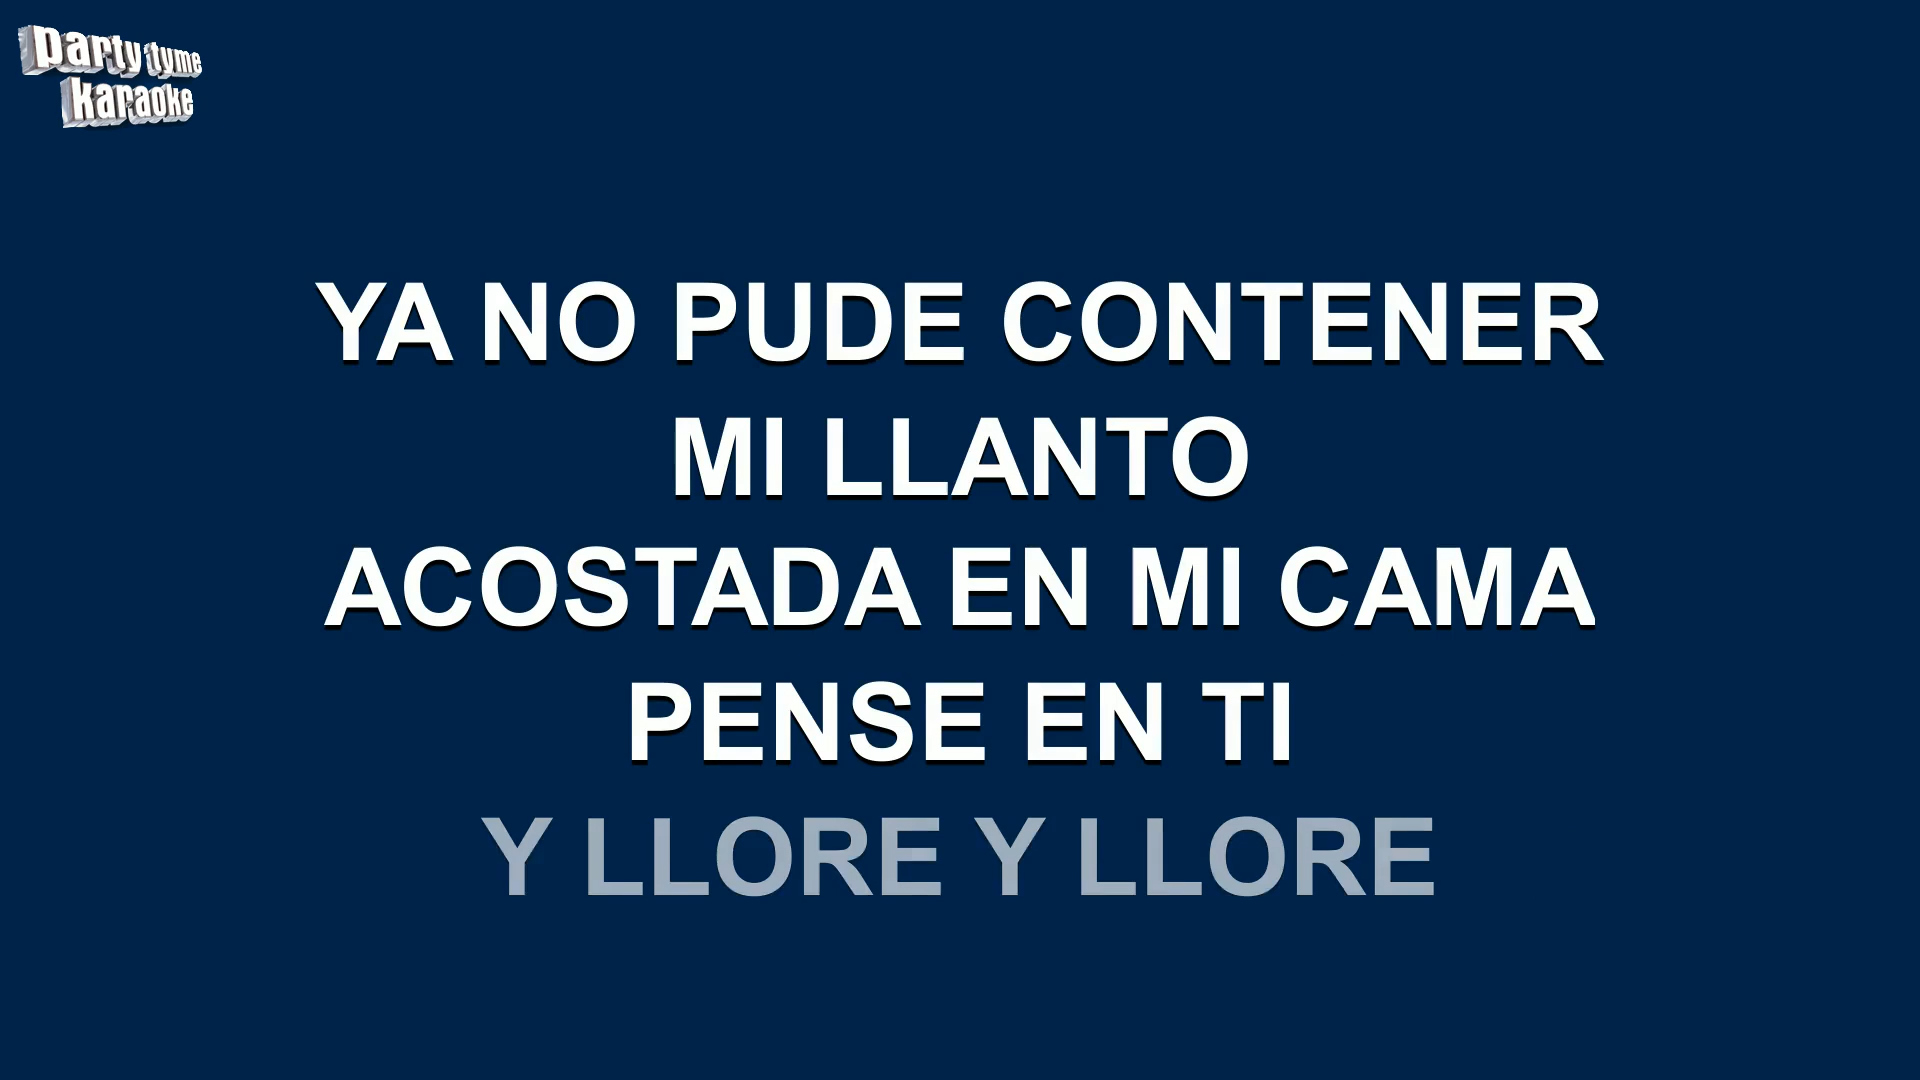 party tyme
karaoke
YA NO PUDE CONTENER
MI LLANTO
ACOSTADA EN MI CAMA
PENSE EN TI
Y LLORE Y LLORE